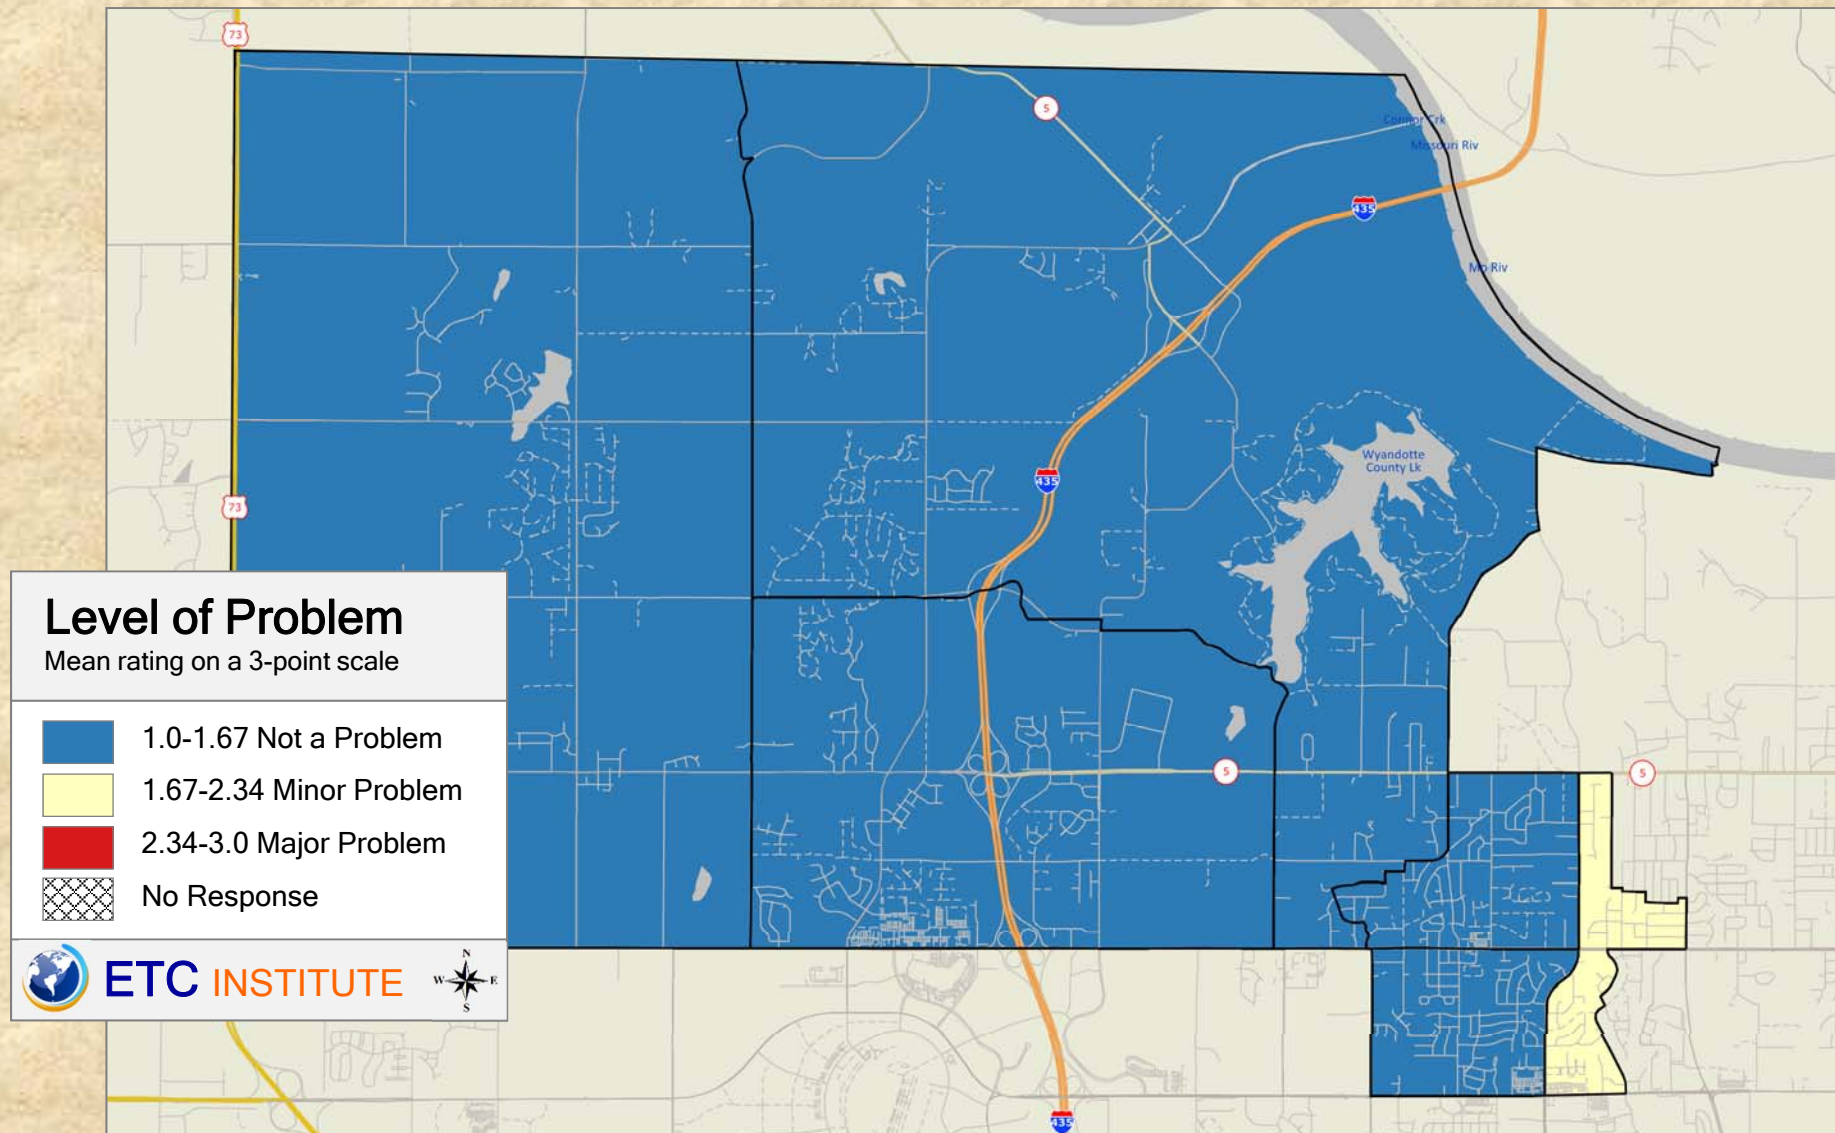 73
5
Connor Crk
Missouri Riv
435
Mo Riv
Wyandotte
County Lk
435
73
Level of Problem
Mean rating on a 3-point scale
1.0-1.67 Not a Problem
1.67-2.34 Minor Problem
2.34-3.0 Major Problem
No Response
5
5
ETC INSTITUTE
N
W E
S
435